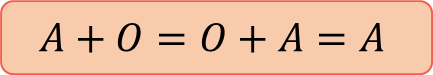 A + O = O + A = A